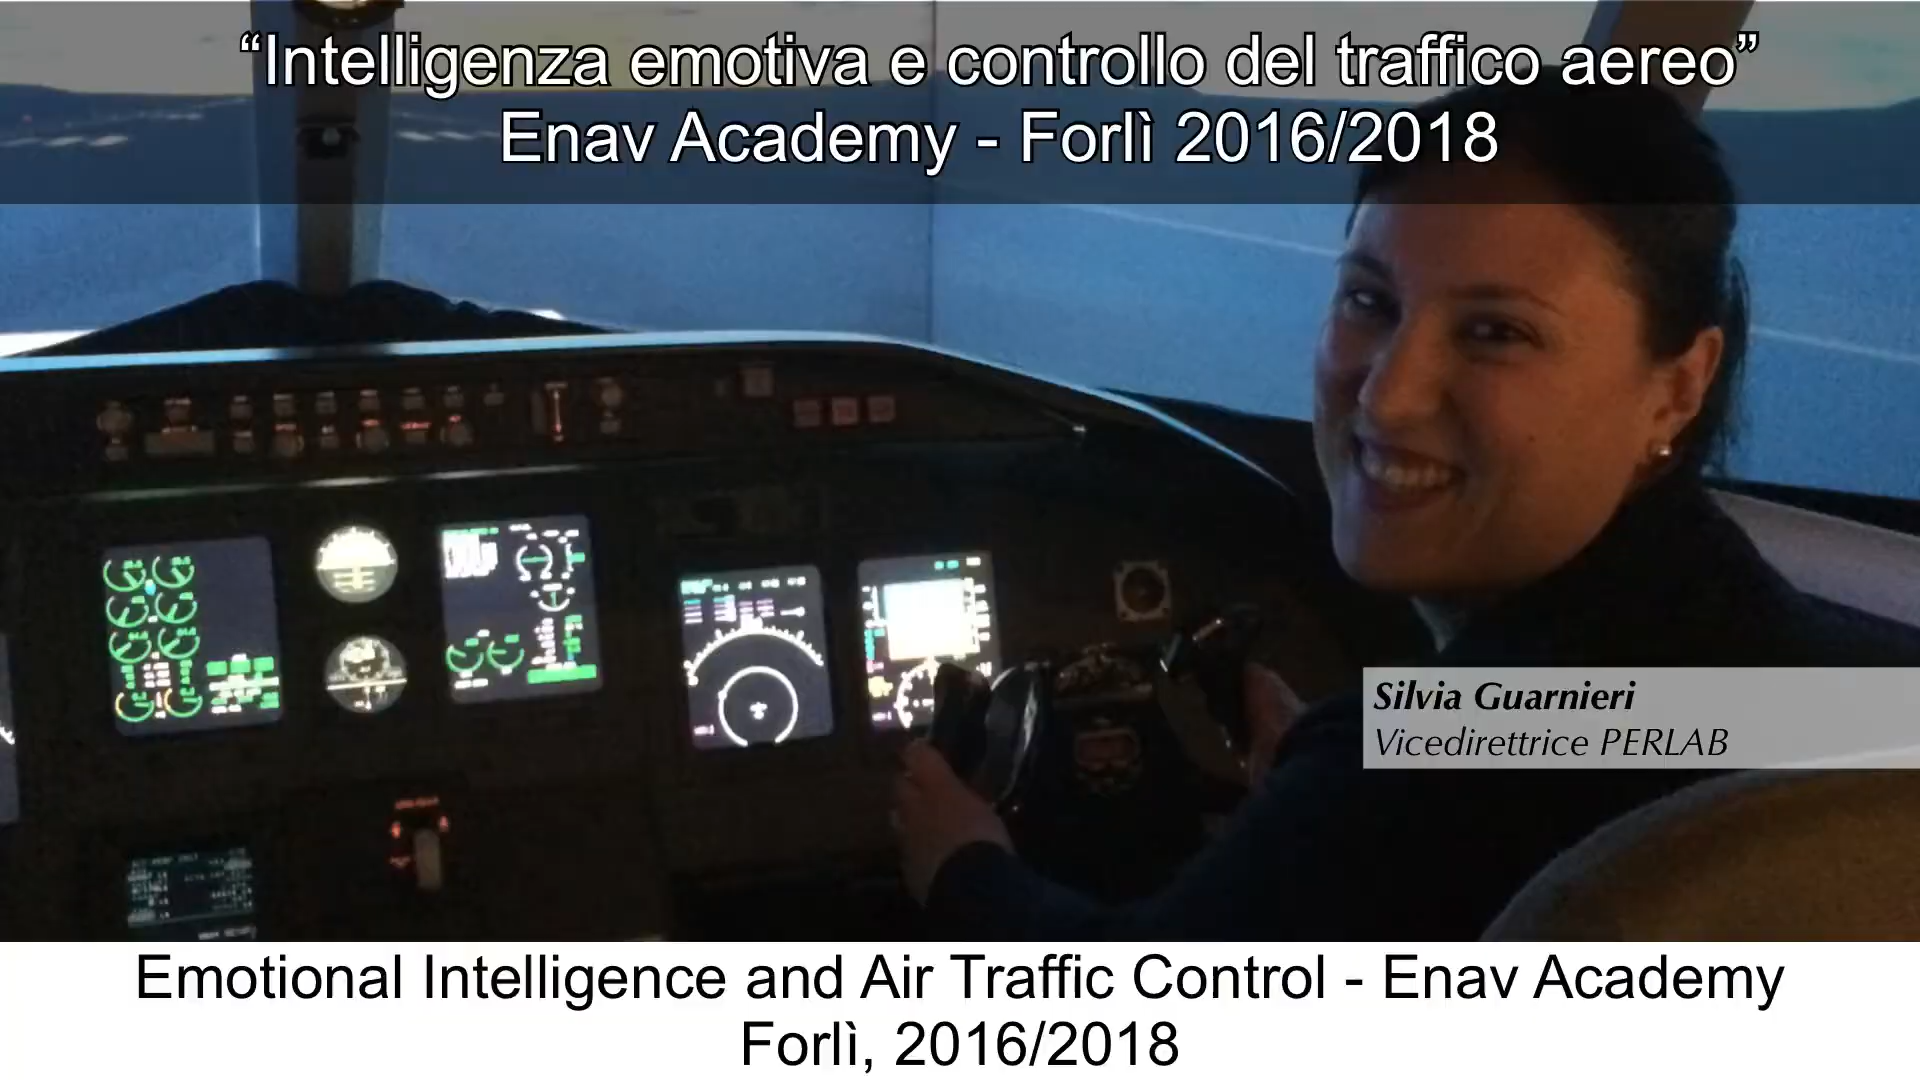 “Intelligenza emotiva e controllo del traffico aereo”
Enav Academy - Forlì 2016/2018
Silvia Guarnieri
Vicedirettrice PERLAB
Emotional Intelligence and Air Traffic Control - Enav Academy
Forlì, 2016/2018